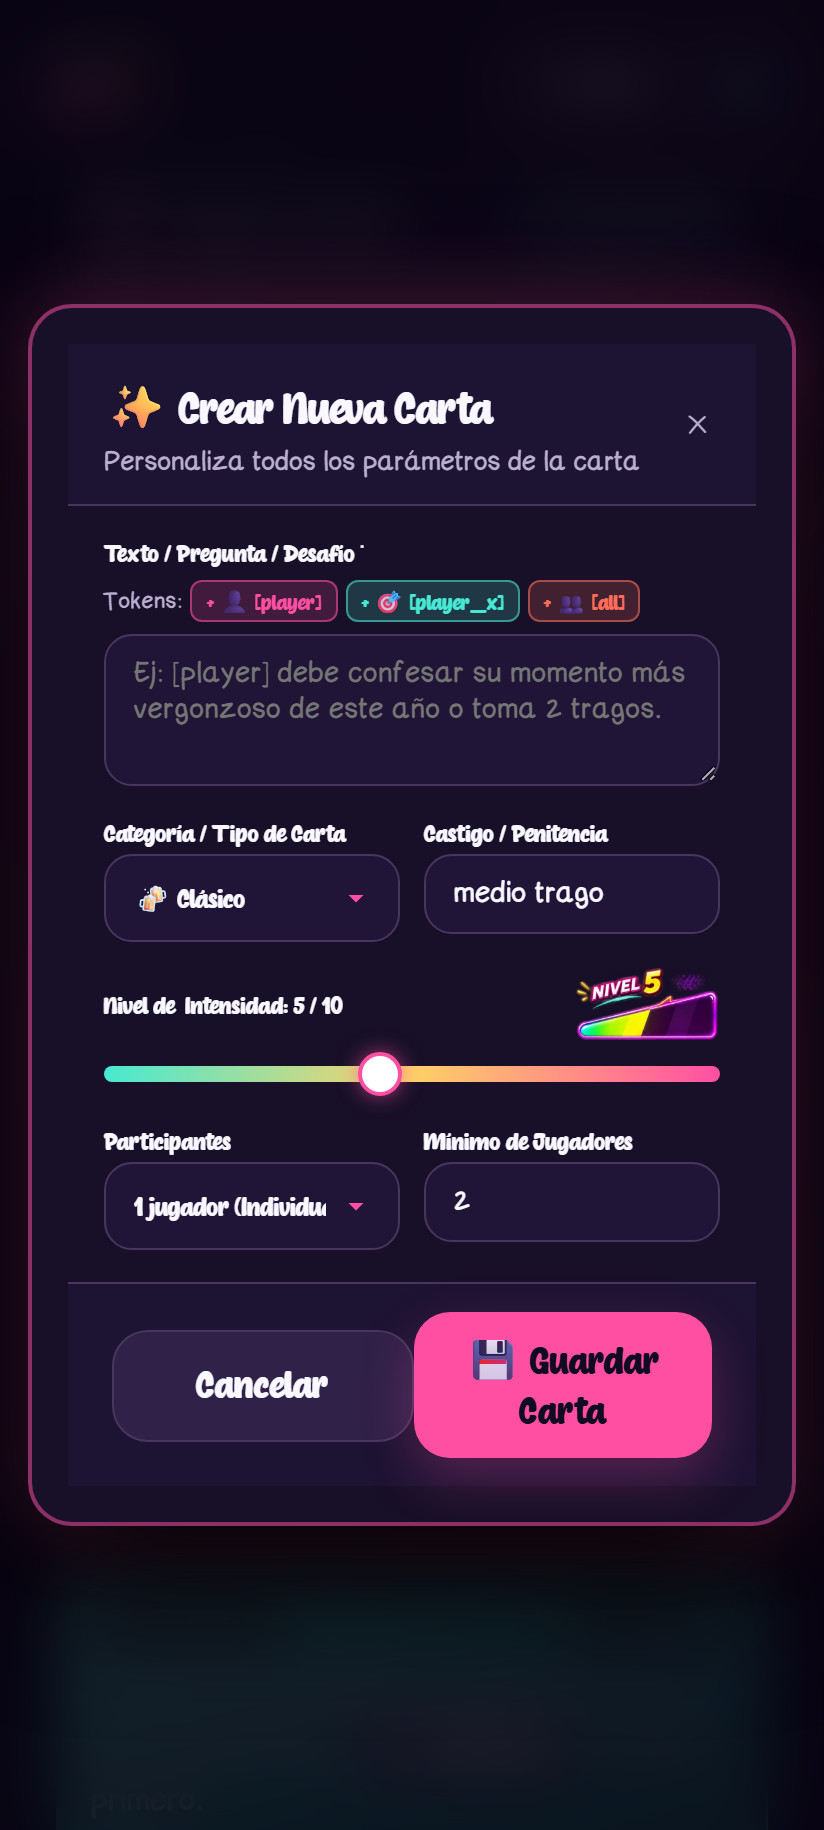 Crear Nueva Carta
Personaliza todos los parámetros de la carta
Texto / Pregunta / Desafío *
Tokens: + [player] + [player_x] + [all]
Ej: [player] debe confesar su momento más
vergonzoso de este año o toma 2 tragos.
Categoría / Tipo de Carta
Castigo / Penitencia
Clásico
medio trago
Nivel de Intensidad: 5 / 10
NIVEL 5
Participantes
Mínimo de Jugadores
1 jugador (Individua
2
Cancelar
Guardar
Carta
primero.